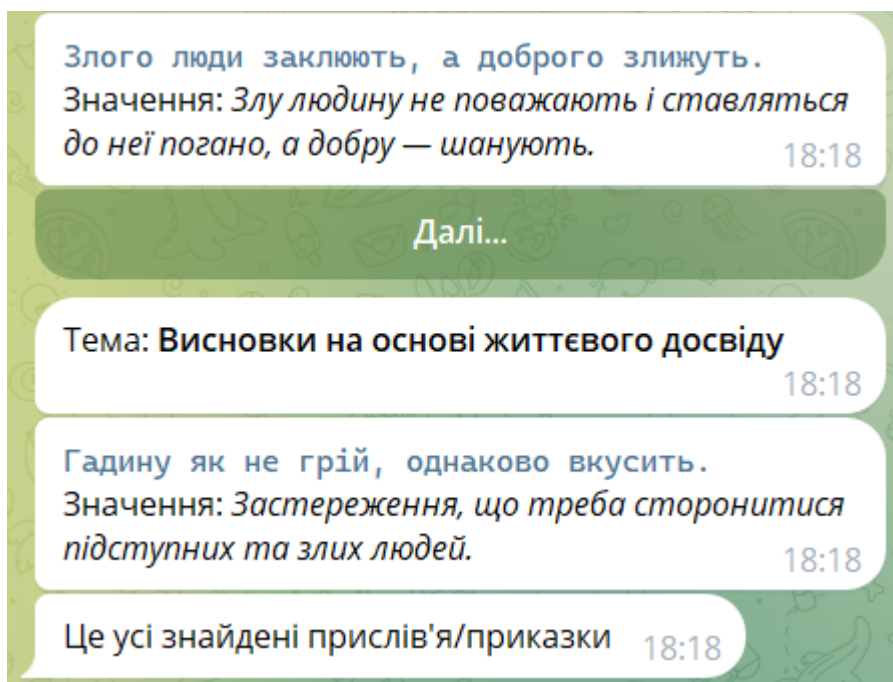 Злого люди заклюють, а доброго злижуть.
Значення: Злу людину не поважають і ставляться
до неї погано, а добру — шанують.
18:18
Далі...
Тема: Висновки на основі життєвого досвіду
18:18
Гадину як не грій, однаково вкусить.
Значення: Застереження, що треба сторонитися
підступних та злих людей.
18:18
Це усі знайдені прислів'я/приказки 18:18